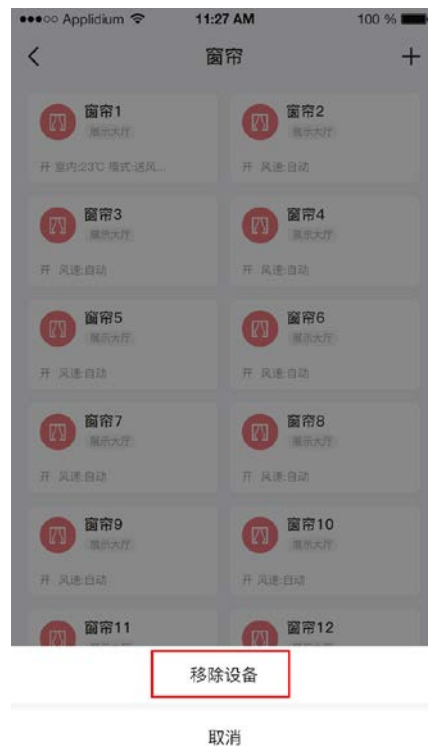 Applidium 11:27 AM 100 %
窗帘
窗帘1 窗帘2
展示大厅 展示大厅
开 室内:23℃ 模式:送风... 开 风速:自动
窗帘3 窗帘4
展示大厅 展示大厅
开 风速:自动 开 风速:自动
窗帘5 窗帘6
展示大厅 展示大厅
开 风速:自动 开 风速:自动
窗帘7 窗帘8
展示大厅 展示大厅
开 风速:自动 开 风速:自动
窗帘9 窗帘10
展示大厅 展示大厅
开 风速:自动 开 风速:自动
窗帘11 窗帘12
移除设备
取消